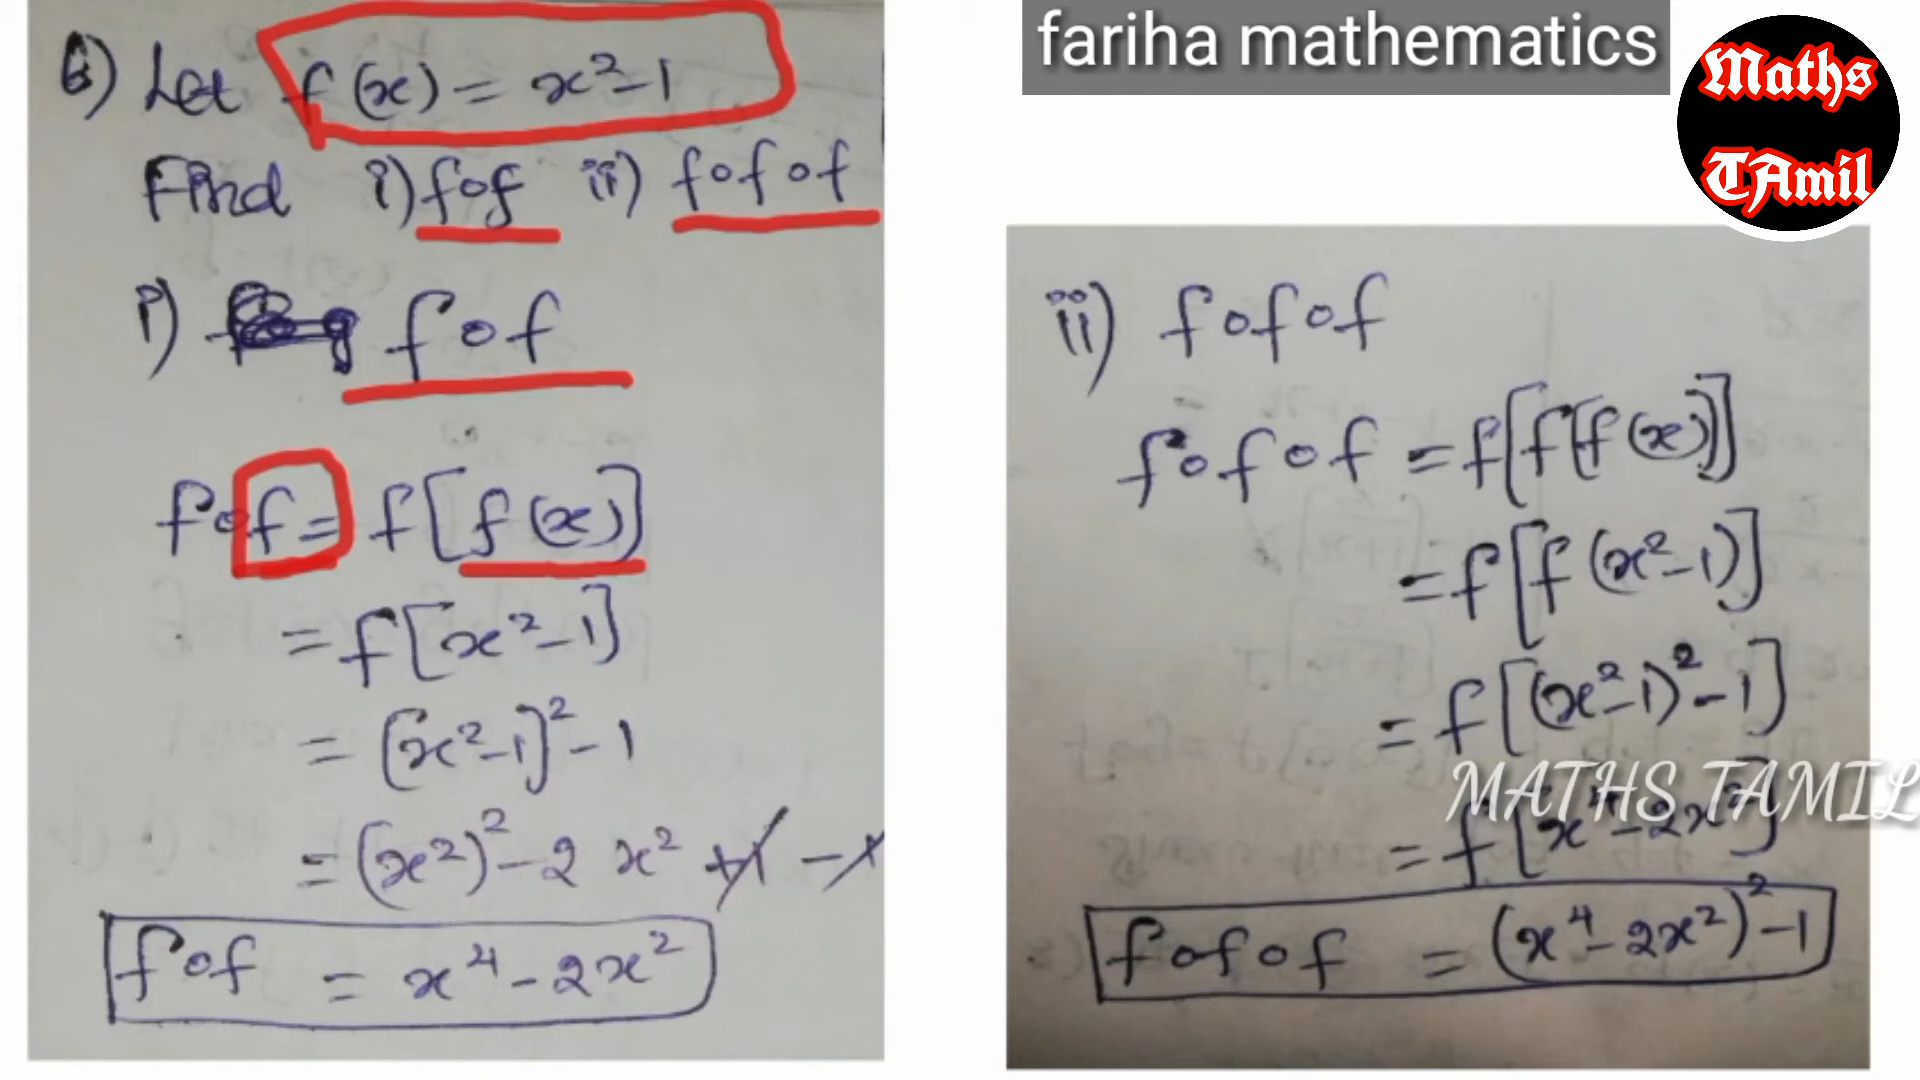 fariha mathematics
Maths
TAmil
6) Let f(x) = x²-1
Find i) fof ii) fofof
i) fof
fof = f[f(x)]
= f[x²-1]
= (x²-1)²-1
= (x²)²-2 x² +1 -1
fof = x⁴-2x²
ii) fofof
fofof = f[f[f(x)]]
= f[f(x²-1)]
= f[(x²-1)²-1]
MATHS TAMIL
= f[x⁴-2x²]
fofof = (x⁴-2x²)²-1